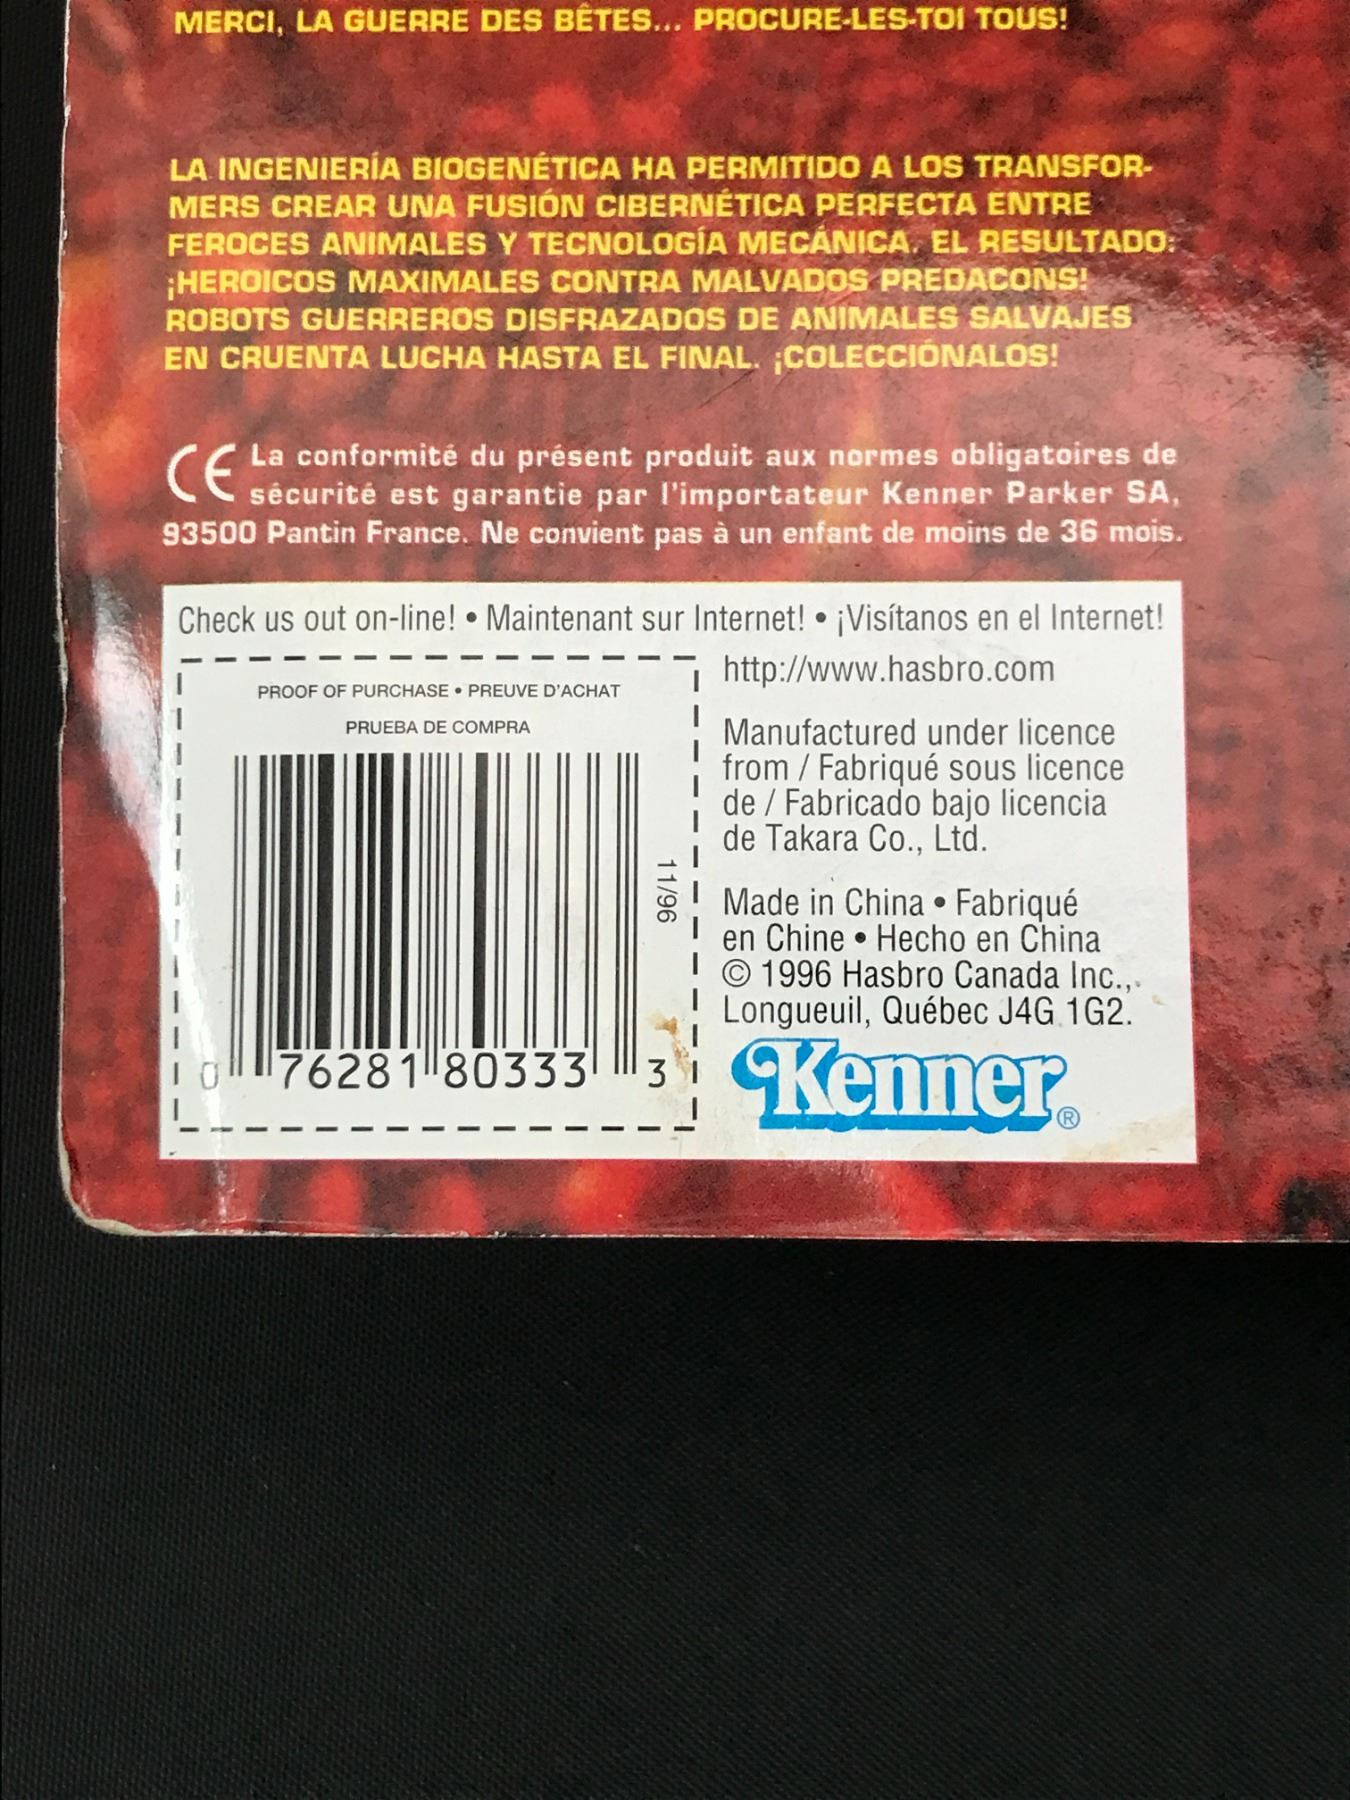 MERCI, LA GUERRE DES BÊTES... PROCURE-LES-TOI TOUS!
LA INGENIERÍA BIOGENÉTICA HA PERMITIDO A LOS TRANSFOR-
MERS CREAR UNA FUSIÓN CIBERNÉTICA PERFECTA ENTRE
FEROCES ANIMALES Y TECNOLOGÍA MECÁNICA. EL RESULTADO:
¡HEROICOS MAXIMALES CONTRA MALVADOS PREDACONS!
ROBOTS GUERREROS DISFRAZADOS DE ANIMALES SALVAJES
EN CRUENTA LUCHA HASTA EL FINAL. ¡COLECCIÓNALOS!
CE La conformité du présent produit aux normes obligatoires de
sécurité est garantie par l'importateur Kenner Parker SA,
93500 Pantin France. Ne convient pas à un enfant de moins de 36 mois.
Check us out on-line! • Maintenant sur Internet! • ¡Visítanos en el Internet!
PROOF OF PURCHASE • PREUVE D'ACHAT
PRUEBA DE COMPRA
11/96
0 76281 80333 3
http://www.hasbro.com
Manufactured under licence
from / Fabriqué sous licence
de / Fabricado bajo licencia
de Takara Co., Ltd.
Made in China • Fabriqué
en Chine • Hecho en China
© 1996 Hasbro Canada Inc.,
Longueuil, Québec J4G 1G2.
Kenner®